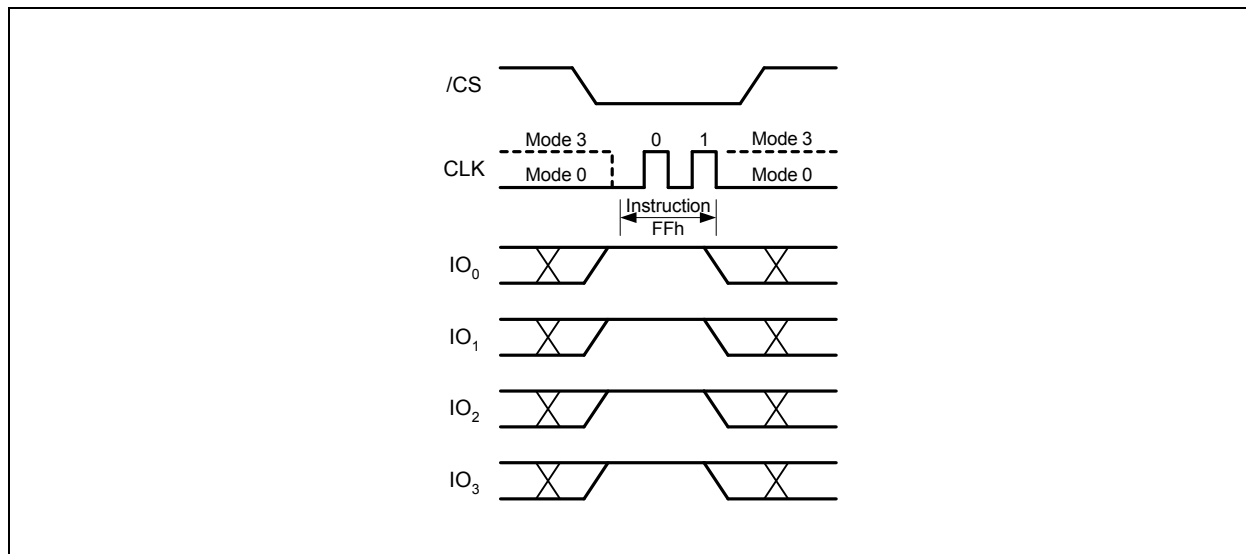 /CS
Mode 3 0 1 Mode 3
CLK
Mode 0 Mode 0
Instruction
FFh
IO0
IO1
IO2
IO3